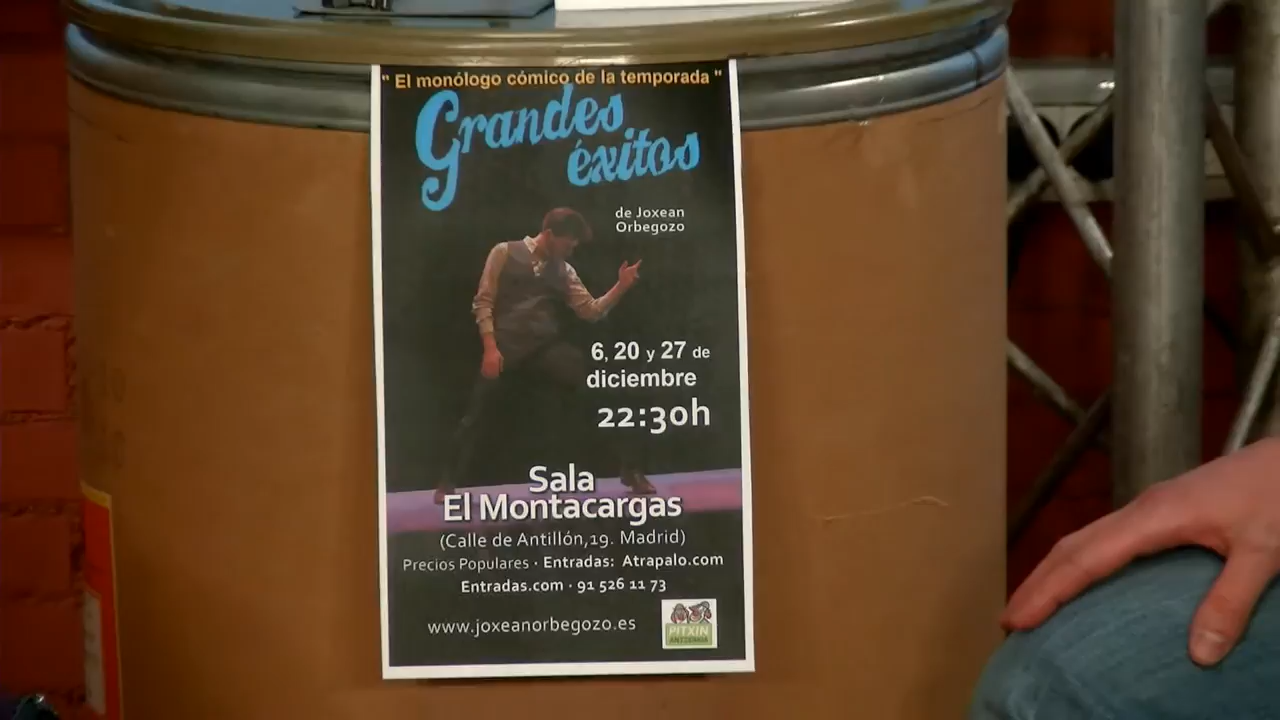 " El monólogo cómico de la temporada "
Grandes
éxitos
de Joxean
Orbegozo
6, 20 y 27 de
diciembre
22:30h
Sala
El Montacargas
(Calle de Antillón,19. Madrid)
Precios Populares · Entradas: Atrapalo.com
Entradas.com · 91 526 11 73
www.joxeanorbegozo.es
PITXIN
ANTZERKIA